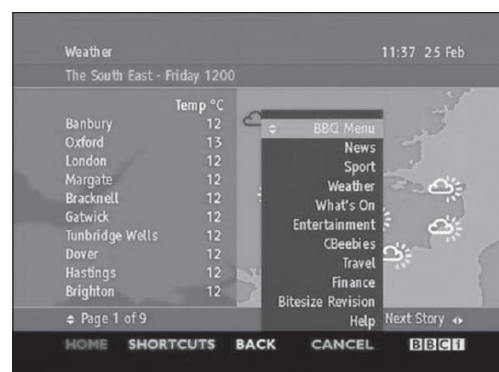 Weather 11:37 25 Feb
The South East - Friday 1200
Temp °C
Banbury 12
Oxford 13
London 12
Margate 12
Bracknell 12
Gatwick 12
Tunbridge Wells 12
Dover 12
Hastings 12
Brighton 12
BBCi Menu
News
Sport
Weather
What's On
Entertainment
CBeebies
Travel
Finance
Bitesize Revision
Help
Page 1 of 9 Next Story
HOME SHORTCUTS BACK CANCEL BBCi